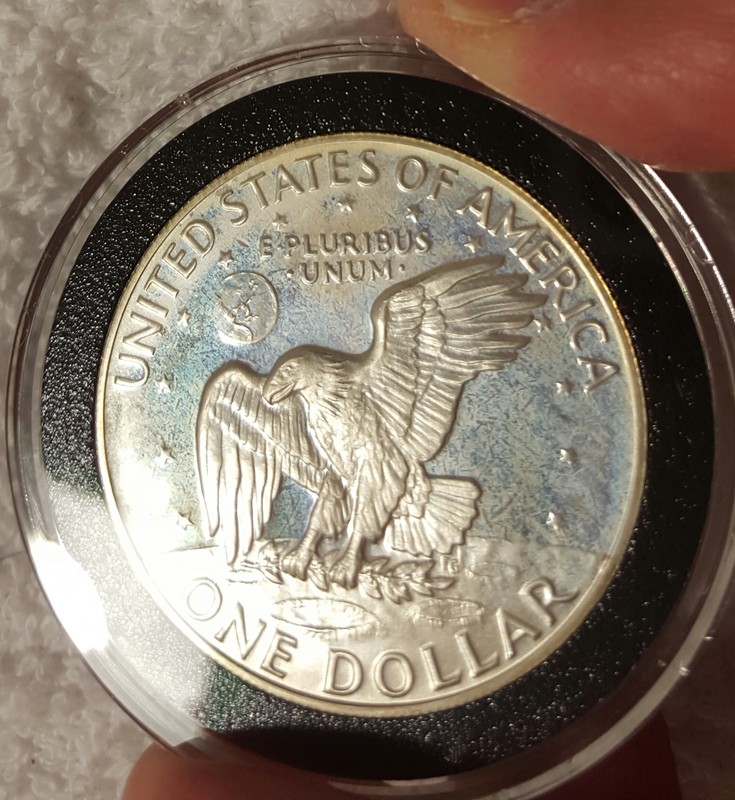 UNITED STATES OF AMERICA
E·PLURIBUS
·UNUM·
ONE DOLLAR